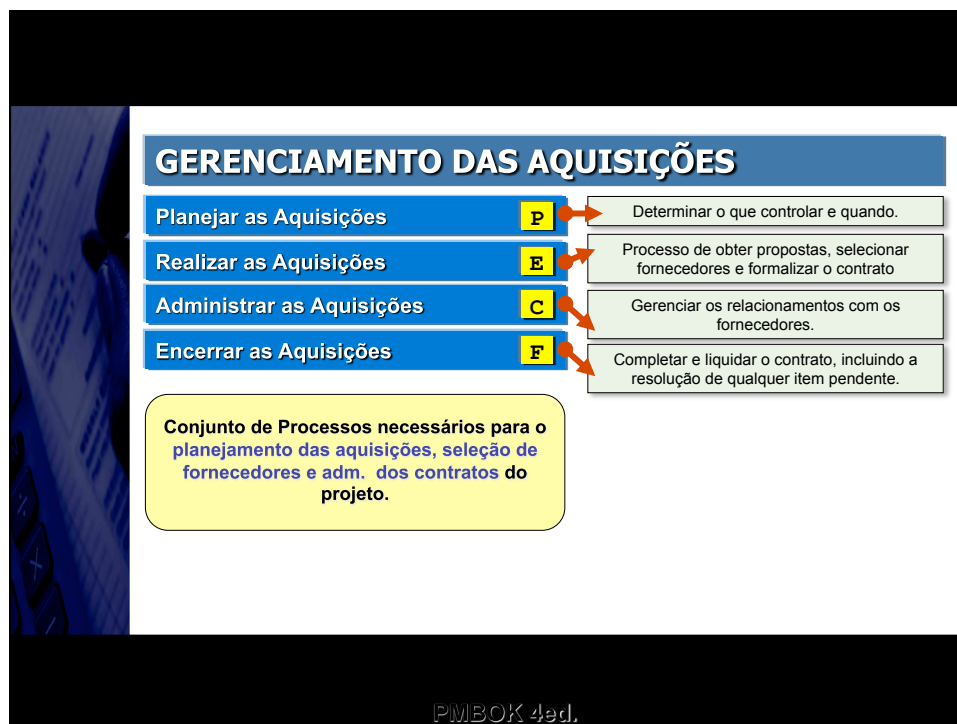 GERENCIAMENTO DAS AQUISIÇÕES
Planejar as Aquisições P
Determinar o que controlar e quando.
Realizar as Aquisições E
Processo de obter propostas, selecionar
fornecedores e formalizar o contrato
Administrar as Aquisições C
Gerenciar os relacionamentos com os
fornecedores.
Encerrar as Aquisições F
Completar e liquidar o contrato, incluindo a
resolução de qualquer item pendente.
Conjunto de Processos necessários para o
planejamento das aquisições, seleção de
fornecedores e adm. dos contratos do
projeto.
PMBOK 4ed.